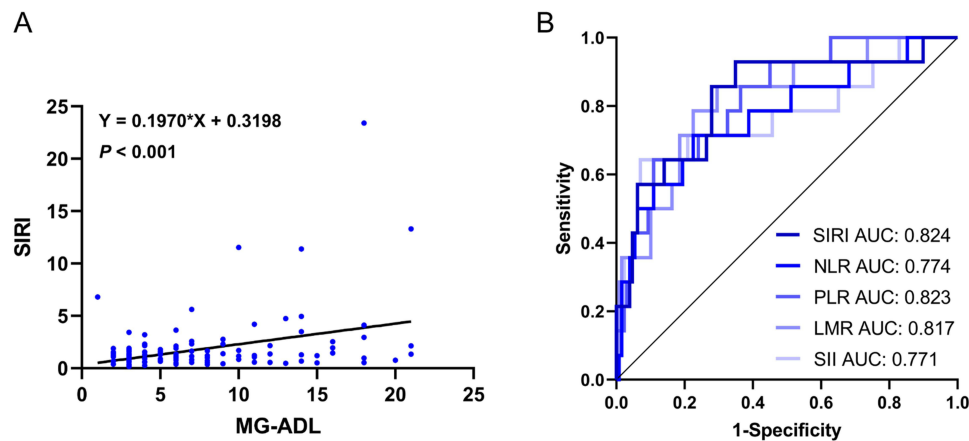 A
Y = 0.1970*X + 0.3198
P < 0.001
SIRI
25
20
15
10
5
0
0 5 10 15 20 25
MG-ADL
B
Sensitivity
1.0
0.8
0.6
0.4
0.2
0.0
SIRI AUC: 0.824
NLR AUC: 0.774
PLR AUC: 0.823
LMR AUC: 0.817
SII AUC: 0.771
0.0 0.2 0.4 0.6 0.8 1.0
1-Specificity